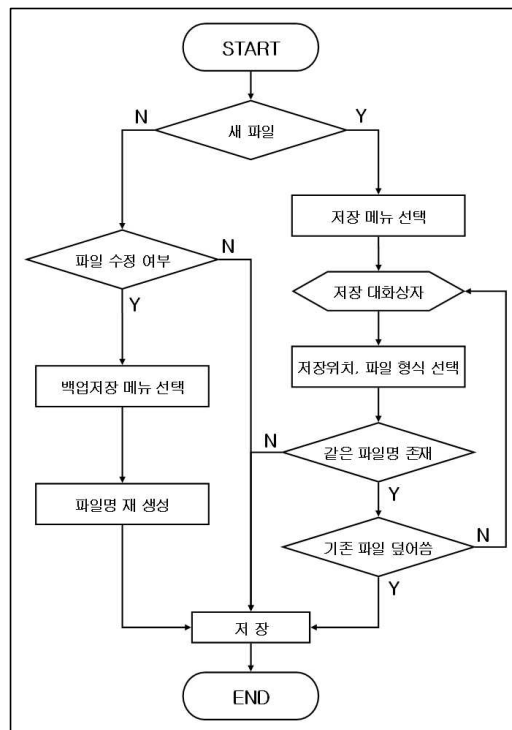 START
N
Y
새 파일
저장 메뉴 선택
파일 수정 여부
N
Y
저장 대화상자
백업저장 메뉴 선택
저장위치, 파일 형식 선택
N
같은 파일명 존재
Y
파일명 재 생성
기존 파일 덮어씀
N
Y
저 장
END